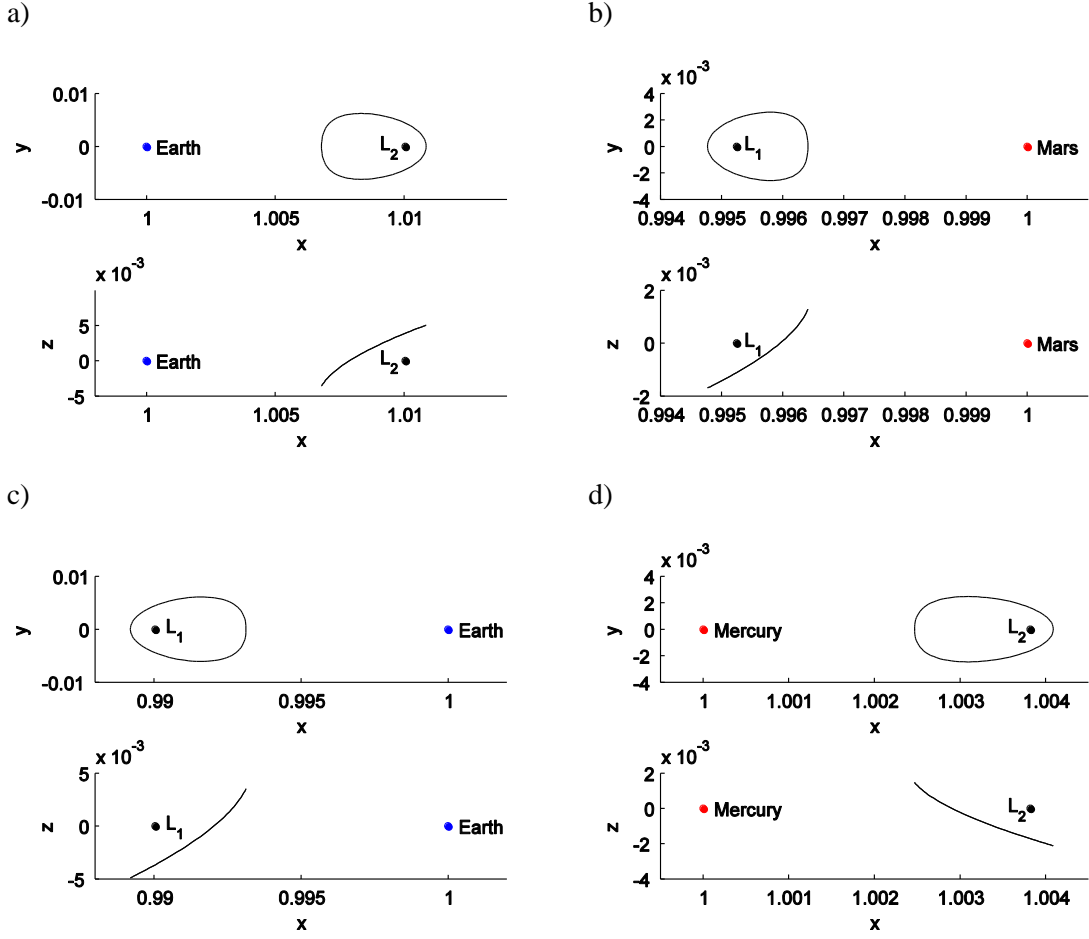 a)
0.01
0
-0.01
y
Earth
L2
1
1.005
1.01
x
x 10-3
5
0
-5
z
Earth
L2
1
1.005
1.01
x
b)
x 10-3
4
2
0
-2
-4
y
L1
Mars
0.994
0.995
0.996
0.997
0.998
0.999
1
x
2
0
-2
z
x 10-3
L1
Mars
0.994
0.995
0.996
0.997
0.998
0.999
1
x
c)
0.01
0
-0.01
y
L1
Earth
0.99
0.995
1
x
x 10-3
5
0
-5
z
L1
Earth
0.99
0.995
1
x
d)
x 10-3
4
2
0
-2
-4
y
Mercury
L2
1
1.001
1.002
1.003
1.004
x
x 10-3
2
0
-2
-4
z
Mercury
L2
1
1.001
1.002
1.003
1.004
x